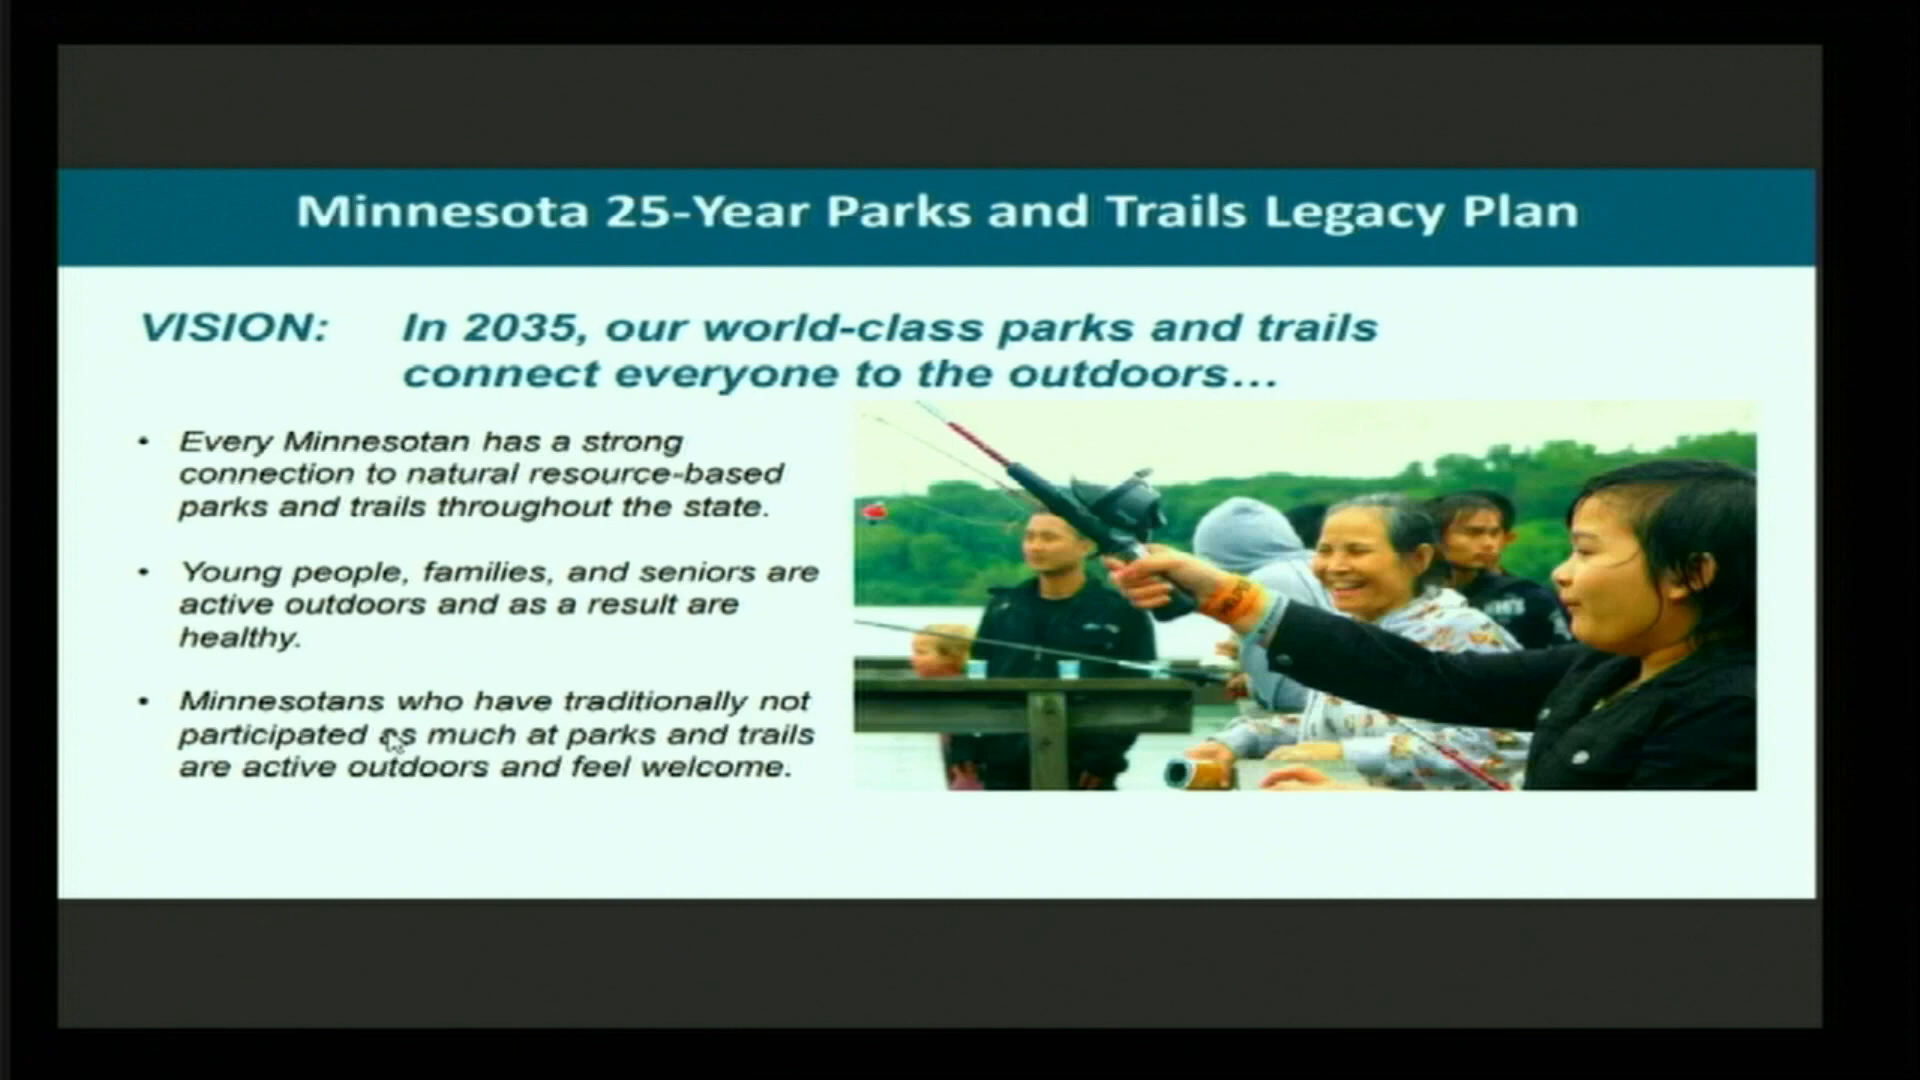 Minnesota 25-Year Parks and Trails Legacy Plan
VISION: In 2035, our world-class parks and trails
connect everyone to the outdoors...
• Every Minnesotan has a strong
connection to natural resource-based
parks and trails throughout the state.
• Young people, families, and seniors are
active outdoors and as a result are
healthy.
• Minnesotans who have traditionally not
participated as much at parks and trails
are active outdoors and feel welcome.